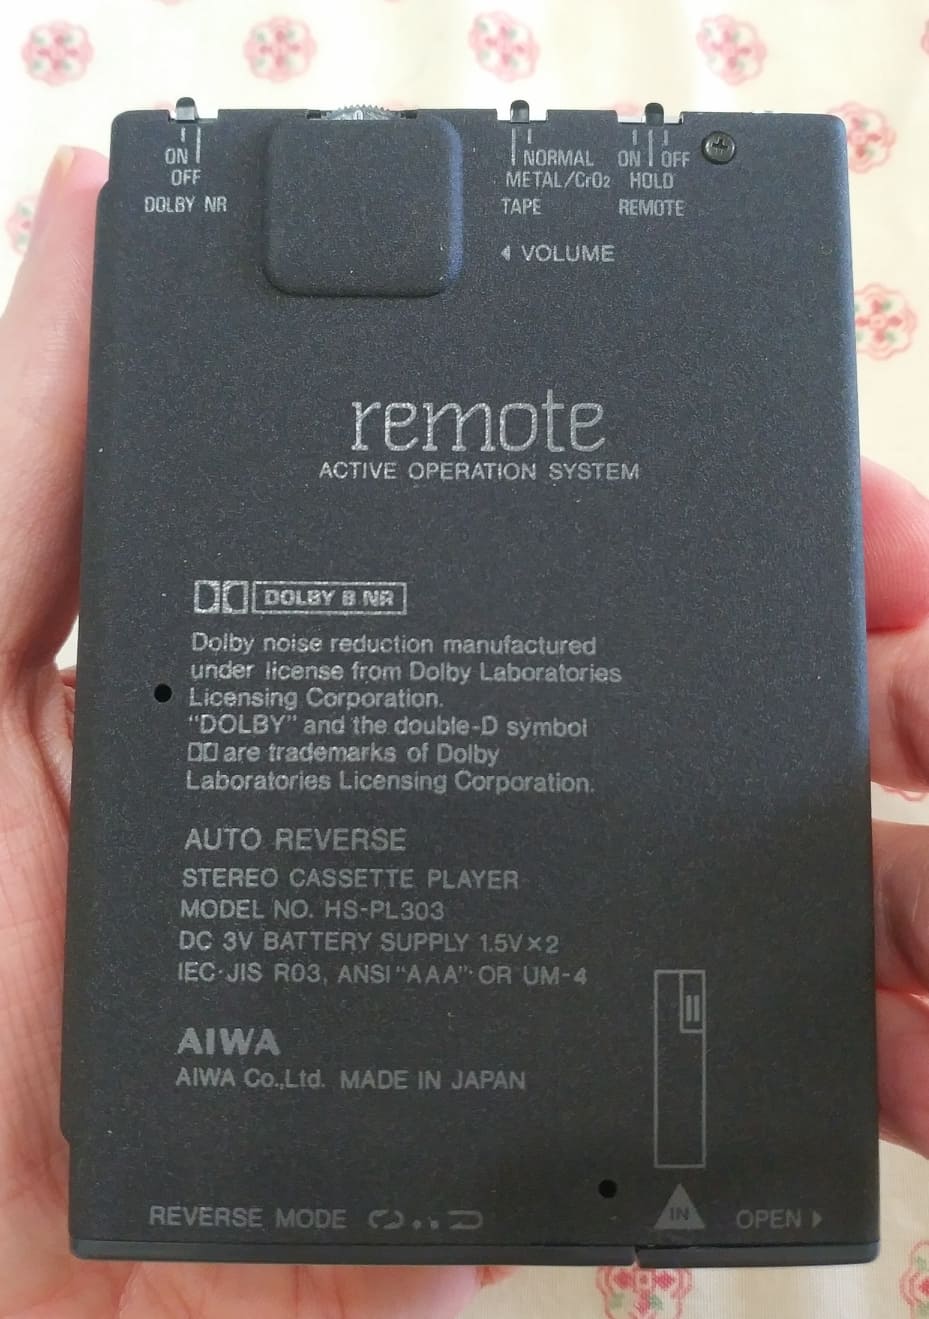 ON
OFF
DOLBY NR
NORMAL
METAL/CrO2
TAPE
ON OFF
HOLD
REMOTE
◀ VOLUME
remote
ACTIVE OPERATION SYSTEM
DOLBY B NR
Dolby noise reduction manufactured
under license from Dolby Laboratories
Licensing Corporation.
"DOLBY" and the double-D symbol
are trademarks of Dolby
Laboratories Licensing Corporation.
AUTO REVERSE
STEREO CASSETTE PLAYER
MODEL NO. HS-PL303
DC 3V BATTERY SUPPLY 1.5V×2
IEC·JIS R03, ANSI "AAA" OR UM-4
AIWA
AIWA Co.,Ltd. MADE IN JAPAN
REVERSE MODE
IN
OPEN ▶